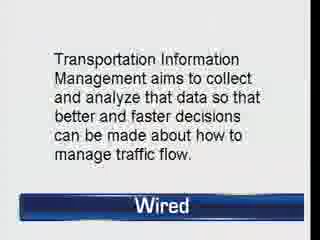 Transportation Information
Management aims to collect
and analyze that data so that
better and faster decisions
can be made about how to
manage traffic flow.
Wired